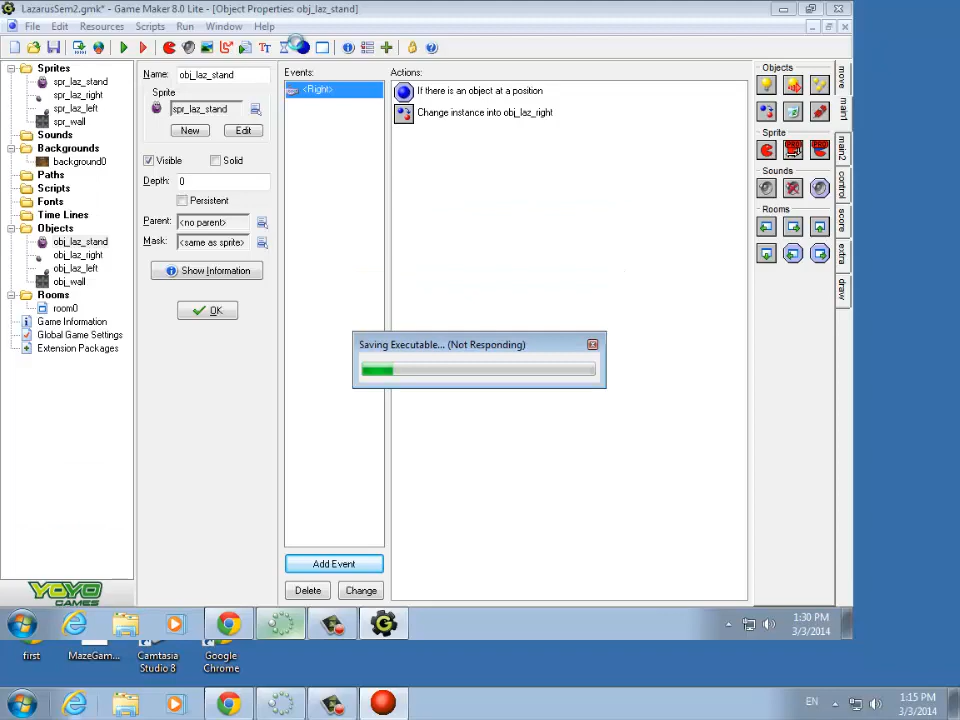 LazarusSem2.gmk* - Game Maker 8.0 Lite - [Object Properties: obj_laz_stand]
File Edit Resources Scripts Run Window Help
Sprites
spr_laz_stand
spr_laz_right
spr_laz_left
spr_wall
Sounds
Backgrounds
background0
Paths
Scripts
Fonts
Time Lines
Objects
obj_laz_stand
obj_laz_right
obj_laz_left
obj_wall
Rooms
room0
Game Information
Global Game Settings
Extension Packages
YOYO
GAMES
Name: obj_laz_stand
Sprite
spr_laz_stand
New Edit
Visible Solid
Depth: 0
Persistent
Parent: <no parent>
Mask: <same as sprite>
Show Information
OK
Events:
<Right>
Add Event
Delete Change
Actions:
If there is an object at a position
Change instance into obj_laz_right
Saving Executable... (Not Responding)
Objects
Sprite
Sounds
Rooms
move
main1
main2
control
score
extra
draw
1:30 PM
3/3/2014
first
MazeGam...
Camtasia
Studio 8
Google
Chrome
EN
1:15 PM
3/3/2014